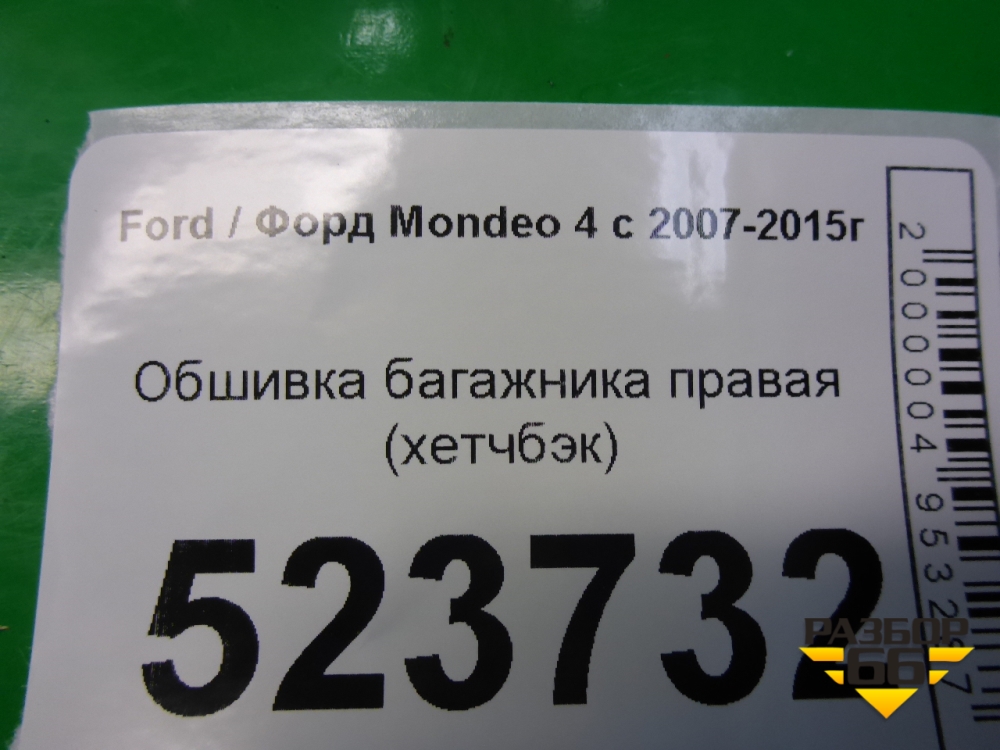 Ford / Форд Mondeo 4 с 2007-2015г
Обшивка багажника правая
(хетчбэк)
523732
РАЗБОР
66